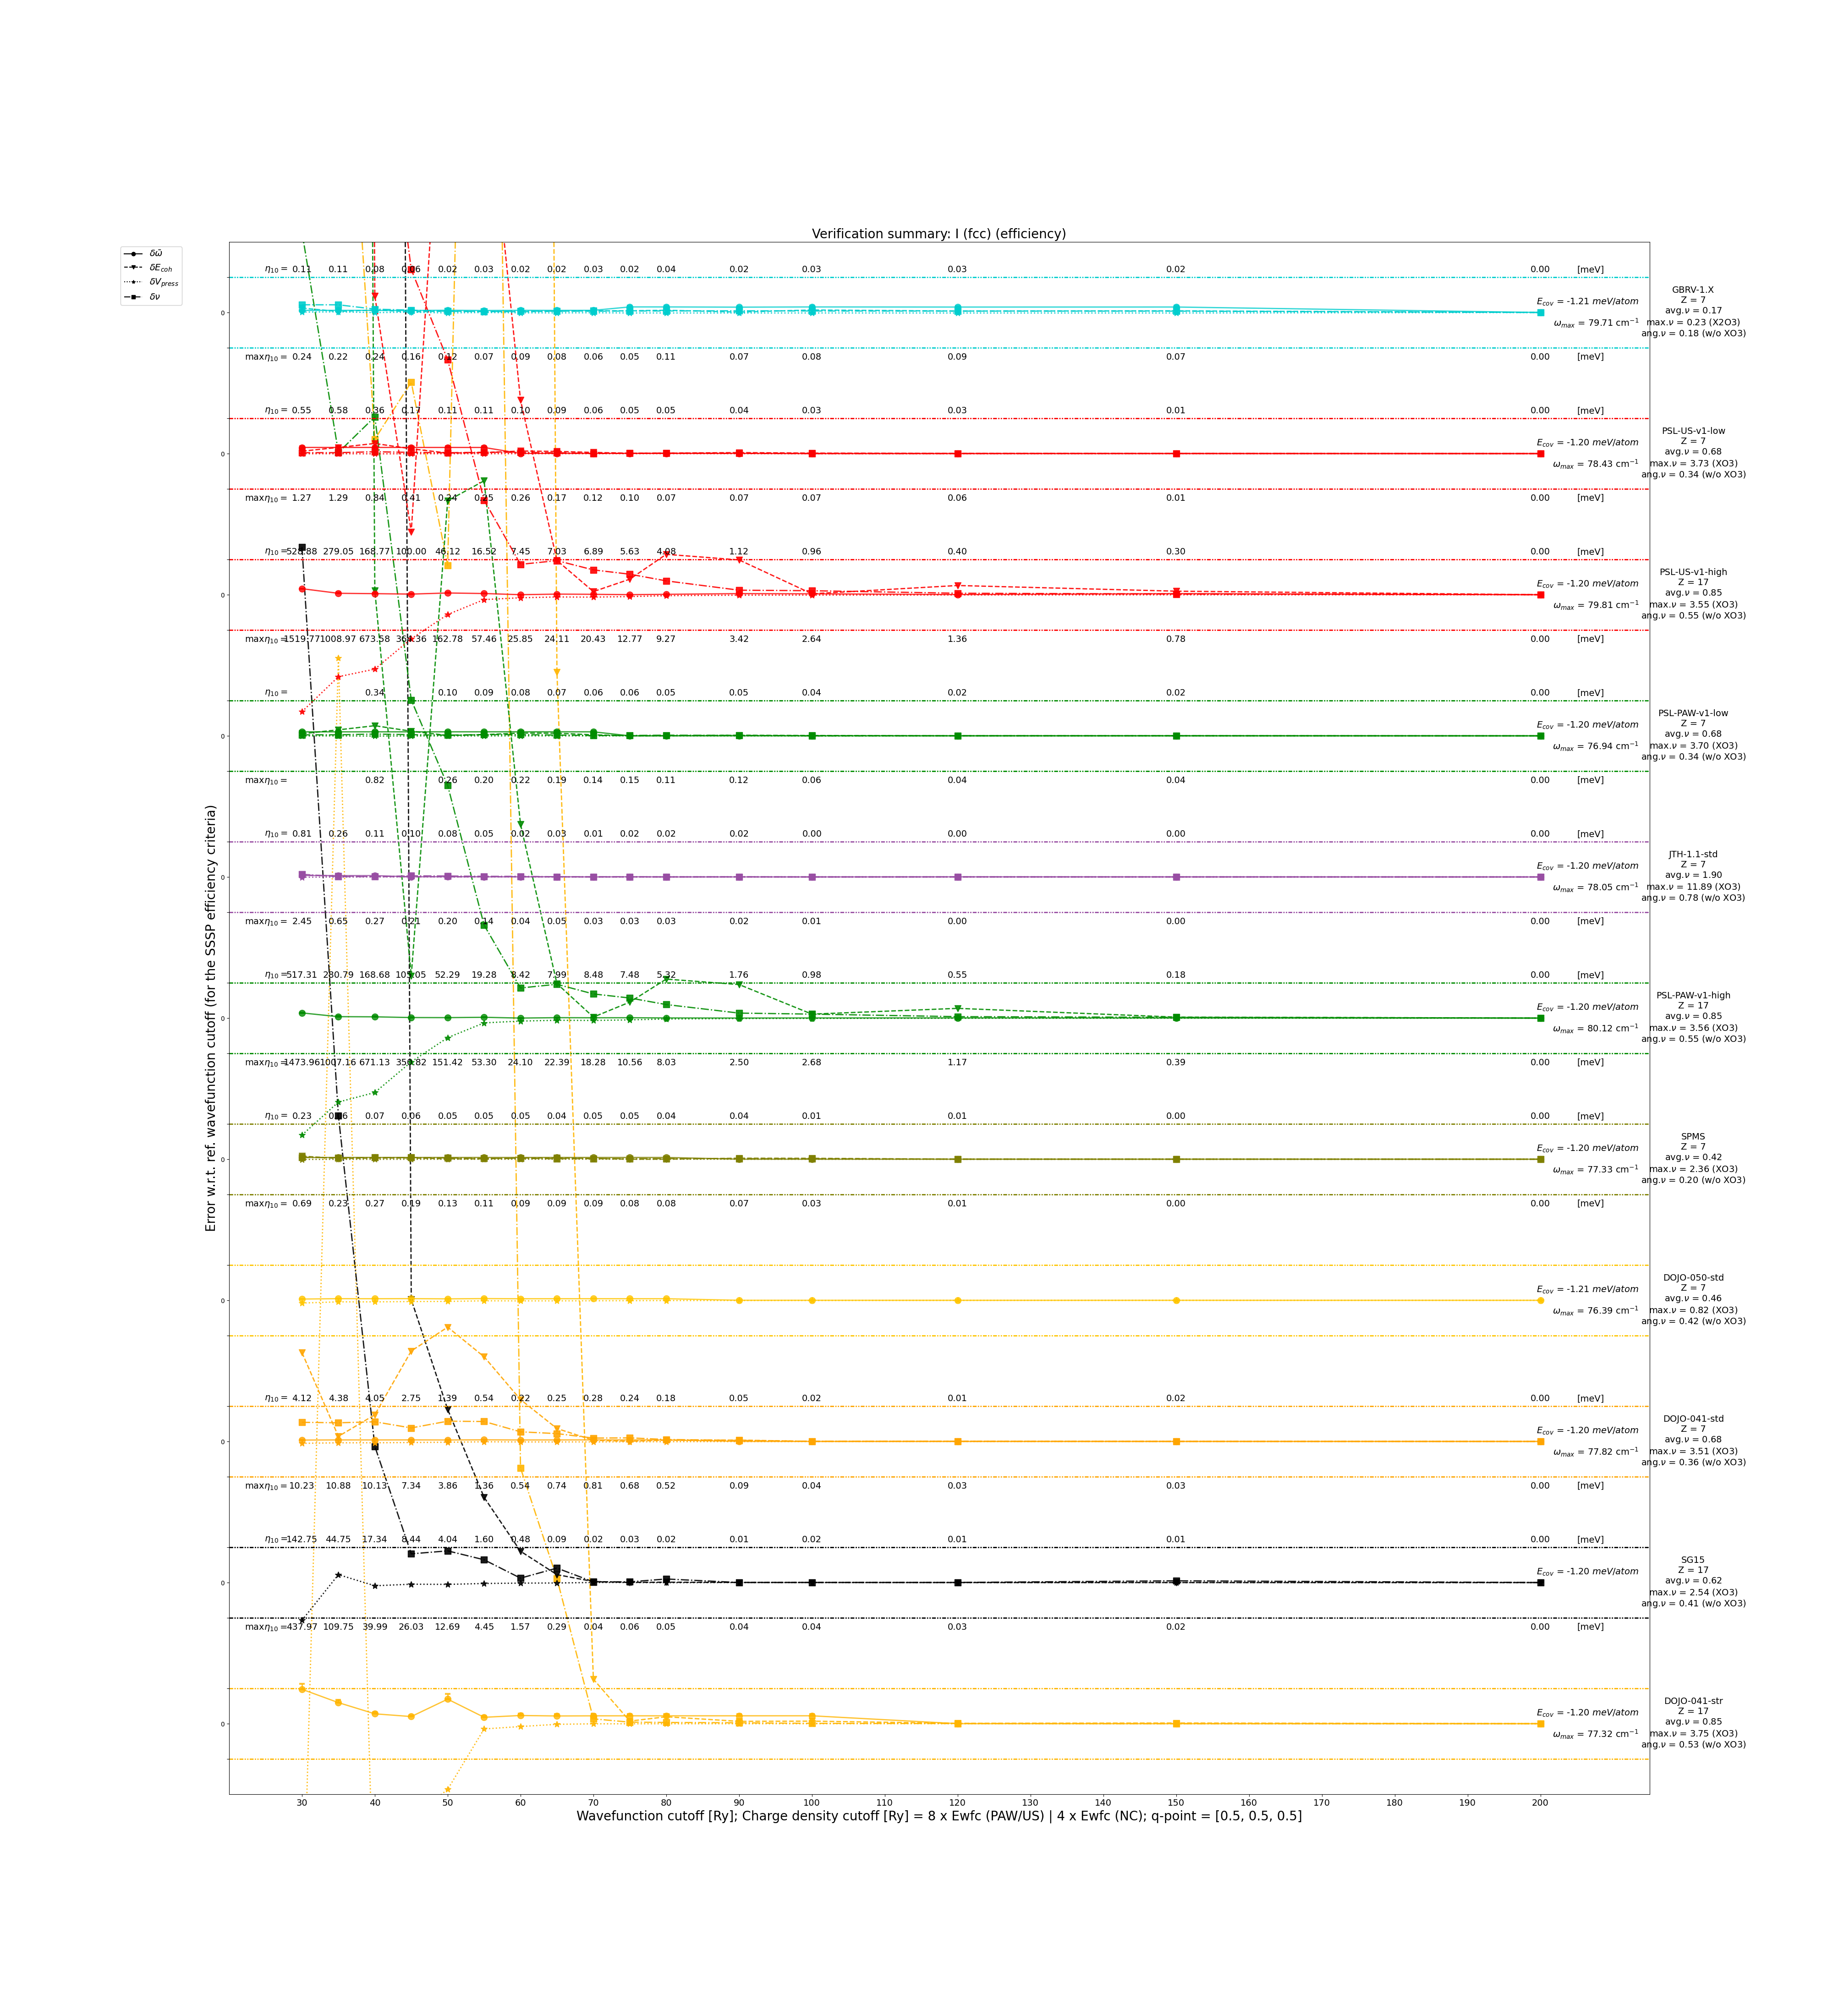 Verification summary: I (fcc) (efficiency)
δω̄
δE_coh
δV_press
δν
η₁₀ = 0.11 0.11 0.08 0.06 0.02 0.03 0.02 0.02 0.03 0.02 0.04 0.02 0.03 0.03 0.02 0.00 [meV]
E_cov = -1.21 meV/atom
ω_max = 79.71 cm⁻¹
GBRV-1.X
Z = 7
avg.ν = 0.17
max.ν = 0.23 (X2O3)
ang.ν = 0.18 (w/o XO3)
maxη₁₀ = 0.24 0.22 0.24 0.16 0.12 0.07 0.09 0.08 0.06 0.05 0.11 0.07 0.08 0.09 0.07 0.00 [meV]
η₁₀ = 0.55 0.58 0.36 0.17 0.11 0.11 0.10 0.09 0.06 0.05 0.05 0.04 0.03 0.03 0.01 0.00 [meV]
E_cov = -1.20 meV/atom
ω_max = 78.43 cm⁻¹
PSL-US-v1-low
Z = 7
avg.ν = 0.68
max.ν = 3.73 (XO3)
ang.ν = 0.34 (w/o XO3)
maxη₁₀ = 1.27 1.29 0.84 0.41 0.24 0.25 0.26 0.17 0.12 0.10 0.07 0.07 0.07 0.06 0.01 0.00 [meV]
η₁₀ = 528.88 279.05 168.77 100.00 46.12 16.52 7.45 7.03 6.89 5.63 4.08 1.12 0.96 0.40 0.30 0.00 [meV]
E_cov = -1.20 meV/atom
ω_max = 79.81 cm⁻¹
PSL-US-v1-high
Z = 17
avg.ν = 0.85
max.ν = 3.55 (XO3)
ang.ν = 0.55 (w/o XO3)
maxη₁₀ = 1519.77 1008.97 673.58 162.78 57.46 25.85 24.11 20.43 12.77 9.27 3.42 2.64 1.36 0.78 0.00 [meV]
η₁₀ = 0.34 0.10 0.09 0.08 0.07 0.06 0.06 0.05 0.05 0.04 0.02 0.02 0.00 [meV]
E_cov = -1.20 meV/atom
ω_max = 76.94 cm⁻¹
PSL-PAW-v1-low
Z = 7
avg.ν = 0.68
max.ν = 3.70 (XO3)
ang.ν = 0.34 (w/o XO3)
maxη₁₀ = 0.82 0.26 0.20 0.22 0.19 0.14 0.15 0.11 0.12 0.06 0.04 0.04 0.00 [meV]
η₁₀ = 0.81 0.26 0.11 0.10 0.08 0.05 0.02 0.03 0.01 0.02 0.02 0.02 0.00 0.00 0.00 0.00 [meV]
E_cov = -1.20 meV/atom
ω_max = 78.05 cm⁻¹
JTH-1.1-std
Z = 7
avg.ν = 1.90
max.ν = 11.89 (XO3)
ang.ν = 0.78 (w/o XO3)
maxη₁₀ = 2.45 0.65 0.27 0.21 0.20 0.14 0.04 0.05 0.03 0.03 0.03 0.02 0.01 0.00 0.00 0.00 [meV]
η₁₀ = 517.31 280.79 168.68 105.05 52.29 19.28 8.42 7.99 8.48 7.48 5.32 1.76 0.98 0.55 0.18 0.00 [meV]
E_cov = -1.20 meV/atom
ω_max = 80.12 cm⁻¹
PSL-PAW-v1-high
Z = 17
avg.ν = 0.85
max.ν = 3.56 (XO3)
ang.ν = 0.55 (w/o XO3)
maxη₁₀ = 1473.96 1007.16 671.13 151.42 53.30 24.10 22.39 18.28 10.56 8.03 2.50 2.68 1.17 0.39 0.00 [meV]
η₁₀ = 0.23 0.07 0.06 0.05 0.05 0.05 0.04 0.05 0.05 0.04 0.04 0.01 0.01 0.00 0.00 [meV]
E_cov = -1.20 meV/atom
ω_max = 77.33 cm⁻¹
SPMS
Z = 7
avg.ν = 0.42
max.ν = 2.36 (XO3)
ang.ν = 0.20 (w/o XO3)
maxη₁₀ = 0.69 0.23 0.27 0.19 0.13 0.11 0.09 0.09 0.09 0.08 0.08 0.07 0.03 0.01 0.00 0.00 [meV]
E_cov = -1.21 meV/atom
ω_max = 76.39 cm⁻¹
DOJO-050-std
Z = 7
avg.ν = 0.46
max.ν = 0.82 (XO3)
ang.ν = 0.42 (w/o XO3)
η₁₀ = 4.12 4.38 4.05 2.75 1.39 0.54 0.22 0.25 0.28 0.24 0.18 0.05 0.02 0.01 0.02 0.00 [meV]
E_cov = -1.20 meV/atom
ω_max = 77.82 cm⁻¹
DOJO-041-std
Z = 7
avg.ν = 0.68
max.ν = 3.51 (XO3)
ang.ν = 0.36 (w/o XO3)
maxη₁₀ = 10.23 10.88 10.13 7.34 3.86 1.36 0.54 0.74 0.81 0.68 0.52 0.09 0.04 0.03 0.03 0.00 [meV]
η₁₀ = 142.75 44.75 17.34 8.44 4.04 1.60 0.48 0.09 0.02 0.03 0.02 0.01 0.02 0.01 0.01 0.00 [meV]
E_cov = -1.20 meV/atom
SG15
Z = 17
avg.ν = 0.62
max.ν = 2.54 (XO3)
ang.ν = 0.41 (w/o XO3)
maxη₁₀ = 437.97 109.75 39.99 26.03 12.69 4.45 1.57 0.29 0.04 0.06 0.05 0.04 0.04 0.03 0.02 0.00 [meV]
E_cov = -1.20 meV/atom
ω_max = 77.32 cm⁻¹
DOJO-041-str
Z = 17
avg.ν = 0.85
max.ν = 3.75 (XO3)
ang.ν = 0.53 (w/o XO3)
0
0
0
0
0
0
0
0
0
0
0
Error w.r.t. ref. wavefunction cutoff (for the SSSP efficiency criteria)
30 40 50 60 70 80 90 100 110 120 130 140 150 160 170 180 190 200
Wavefunction cutoff [Ry]; Charge density cutoff [Ry] = 8 x Ewfc (PAW/US) | 4 x Ewfc (NC); q-point = [0.5, 0.5, 0.5]